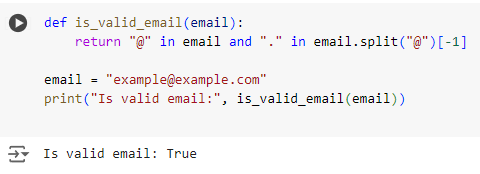 def is_valid_email(email):
    return "@" in email and "." in email.split("@")[-1]
email = "example@example.com"
print("Is valid email:", is_valid_email(email))
Is valid email: True